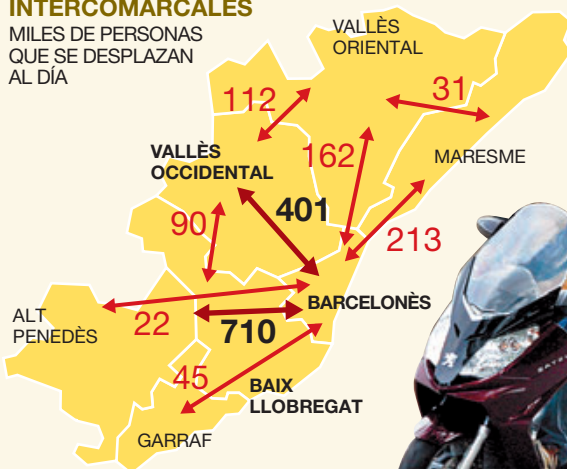 INTERCOMARCALES
MILES DE PERSONAS
QUE SE DESPLAZAN
AL DÍA
VALLÈS
ORIENTAL
112
31
VALLÈS
OCCIDENTAL
162
MARESME
401
90
213
BARCELONÈS
ALT
PENEDÈS
22
710
45
BAIX
LLOBREGAT
GARRAF